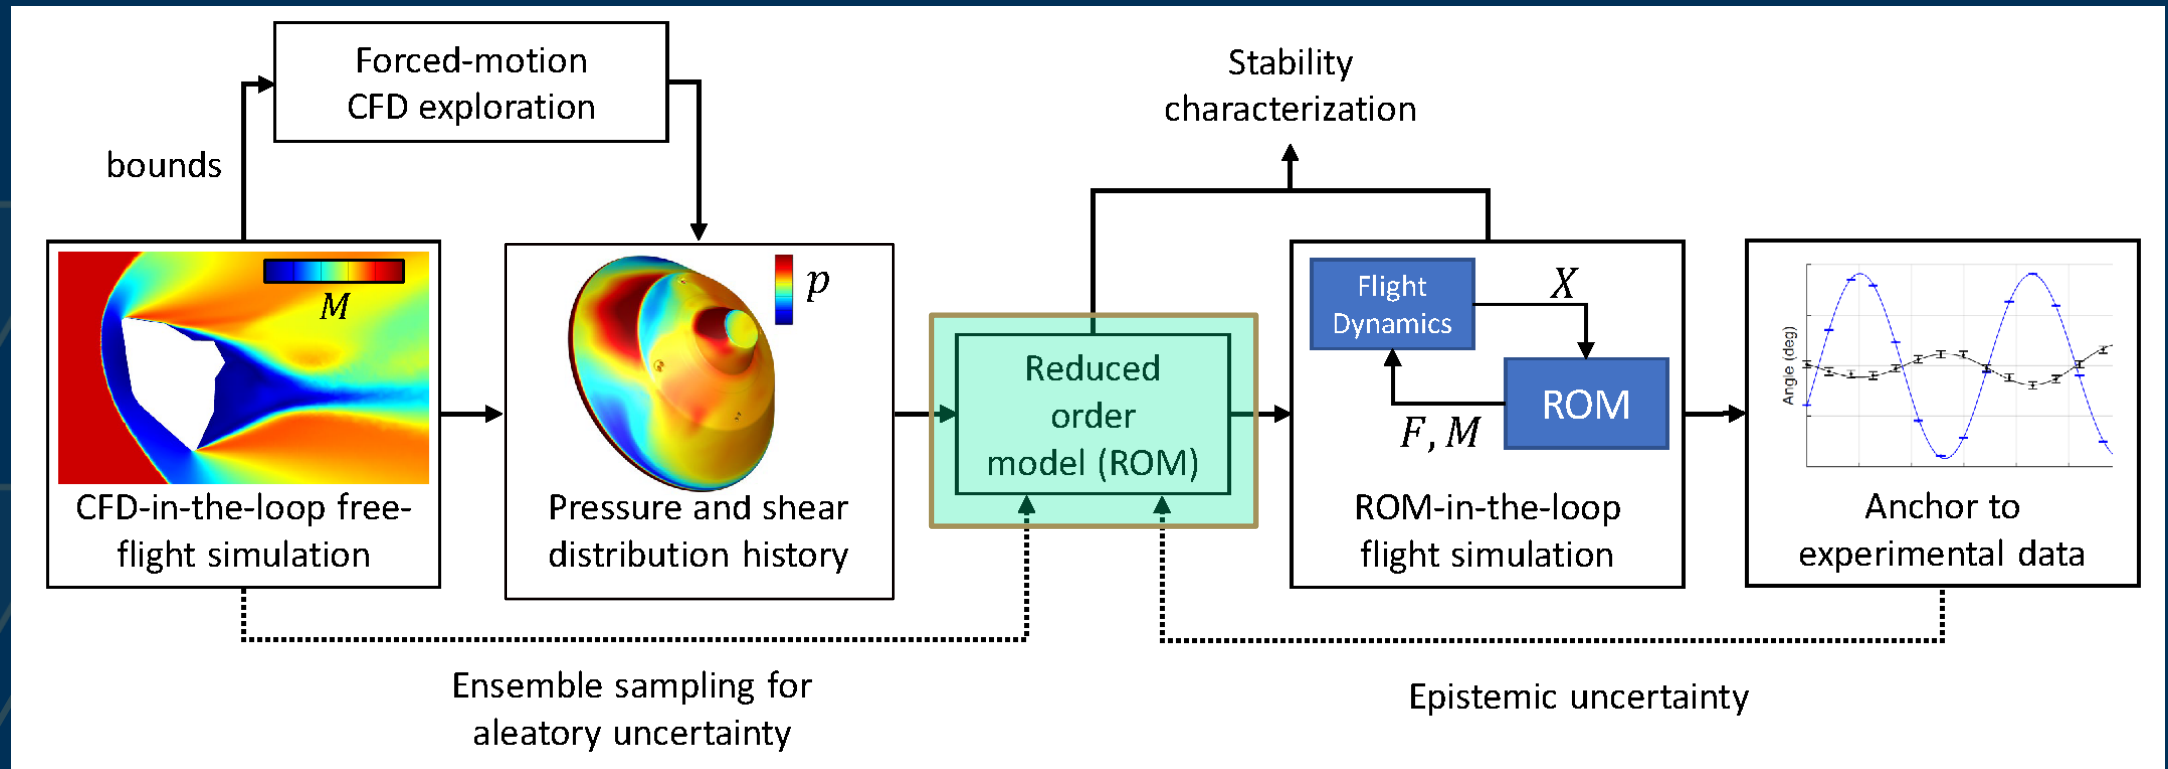 Forced-motion
CFD exploration
bounds
M
CFD-in-the-loop free-
flight simulation
p
Pressure and shear
distribution history
Reduced
order
model (ROM)
Stability
characterization
Flight
Dynamics
X
ROM
F, M
ROM-in-the-loop
flight simulation
Angle (deg)
Anchor to
experimental data
Ensemble sampling for
aleatory uncertainty
Epistemic uncertainty